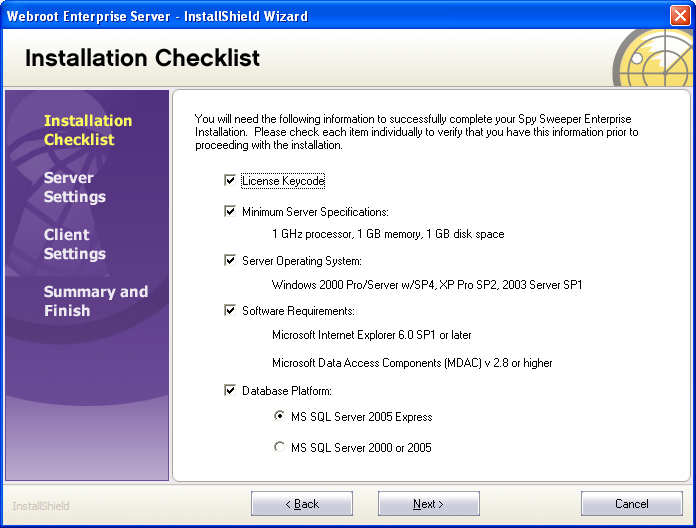 Webroot Enterprise Server - InstallShield Wizard
Installation Checklist
Installation
Checklist
Server
Settings
Client
Settings
Summary and
Finish
You will need the following information to successfully complete your Spy Sweeper Enterprise
Installation. Please check each item individually to verify that you have this information prior to
proceeding with the installation.
License Keycode
Minimum Server Specifications:
1 GHz processor, 1 GB memory, 1 GB disk space
Server Operating System:
Windows 2000 Pro/Server w/SP4, XP Pro SP2, 2003 Server SP1
Software Requirements:
Microsoft Internet Explorer 6.0 SP1 or later
Microsoft Data Access Components (MDAC) v 2.8 or higher
Database Platform:
MS SQL Server 2005 Express
MS SQL Server 2000 or 2005
InstallShield
< Back
Next >
Cancel